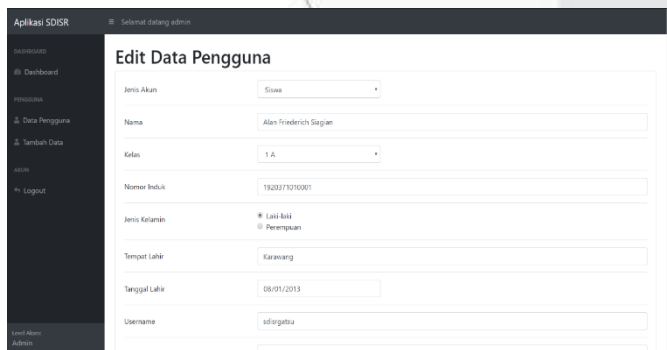 Aplikasi SDISR
Selamat datang admin
DASHBOARD
Dashboard
PENGGUNA
Data Pengguna
Tambah Data
AKUN
Logout
Level Akses:
Admin
Edit Data Pengguna
Jenis Akun
Siswa
Nama
Alan Friederich Siagian
Kelas
1 A
Nomor Induk
1920371010001
Jenis Kelamin
Laki-laki
Perempuan
Tempat Lahir
Karawang
Tanggal Lahir
08/01/2013
Username
sdisrgatsu